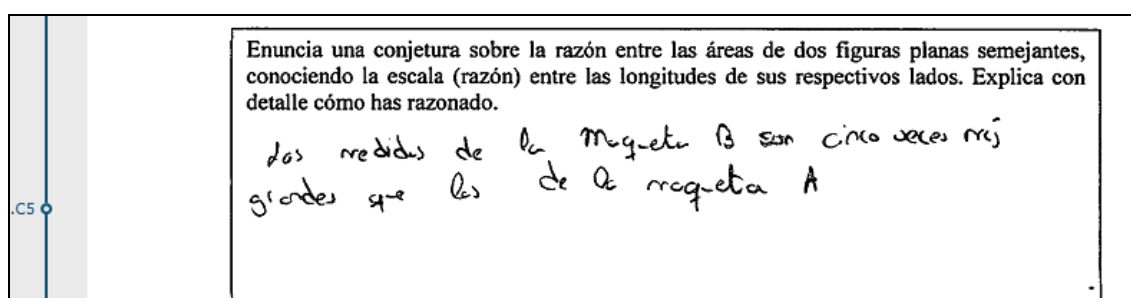 Enuncia una conjetura sobre la razón entre las áreas de dos figuras planas semejantes,
conociendo la escala (razón) entre las longitudes de sus respectivos lados. Explica con
detalle cómo has razonado.
Las medidas de la Maqueta B son cinco veces más
grandes que las de la maqueta A
.C5